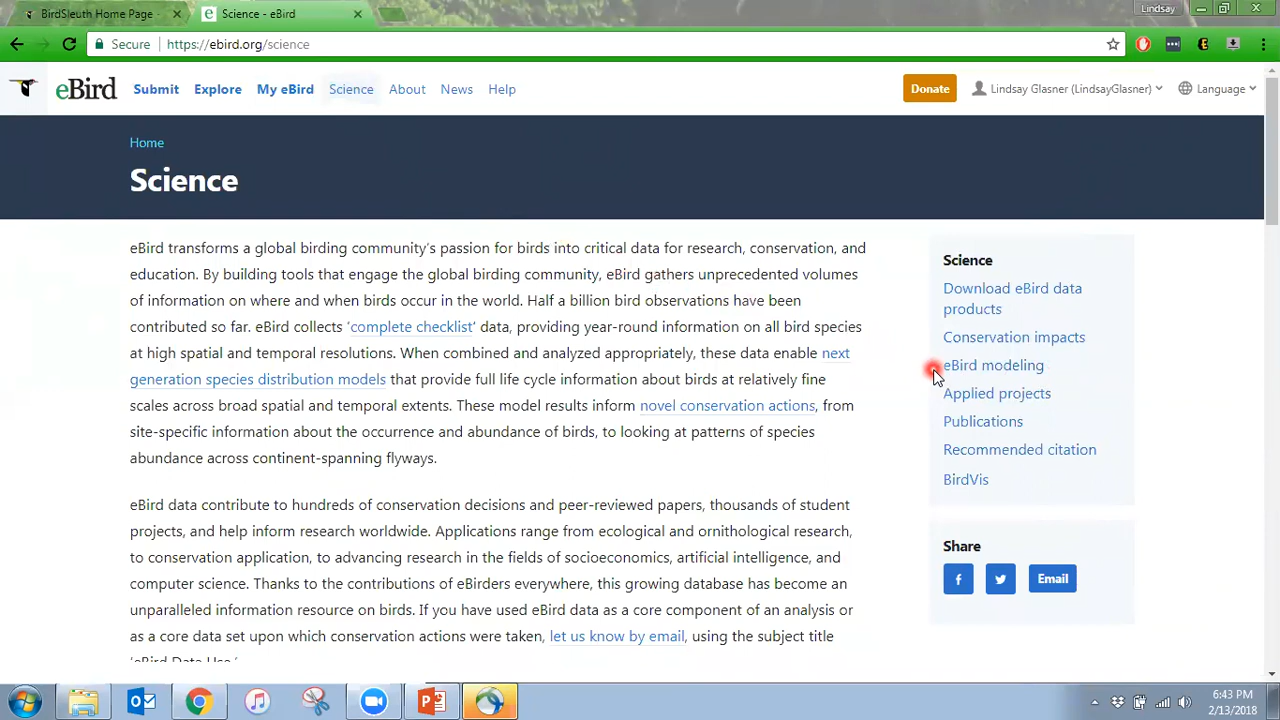 BirdSleuth Home Page -
Science - eBird
Lindsay
Secure
https://ebird.org/science
eBird
Submit
Explore
My eBird
Science
About
News
Help
Donate
Lindsay Glasner (LindsayGlasner)
Language
Home
Science
eBird transforms a global birding community's passion for birds into critical data for research, conservation, and
education. By building tools that engage the global birding community, eBird gathers unprecedented volumes
of information on where and when birds occur in the world. Half a billion bird observations have been
contributed so far. eBird collects 'complete checklist' data, providing year-round information on all bird species
at high spatial and temporal resolutions. When combined and analyzed appropriately, these data enable next
generation species distribution models that provide full life cycle information about birds at relatively fine
scales across broad spatial and temporal extents. These model results inform novel conservation actions, from
site-specific information about the occurrence and abundance of birds, to looking at patterns of species
abundance across continent-spanning flyways.
eBird data contribute to hundreds of conservation decisions and peer-reviewed papers, thousands of student
projects, and help inform research worldwide. Applications range from ecological and ornithological research,
to conservation application, to advancing research in the fields of socioeconomics, artificial intelligence, and
computer science. Thanks to the contributions of eBirders everywhere, this growing database has become an
unparalleled information resource on birds. If you have used eBird data as a core component of an analysis or
as a core data set upon which conservation actions were taken, let us know by email, using the subject title
'eBird Data Use.'
Science
Download eBird data
products
Conservation impacts
eBird modeling
Applied projects
Publications
Recommended citation
BirdVis
Share
Email
6:43 PM
2/13/2018